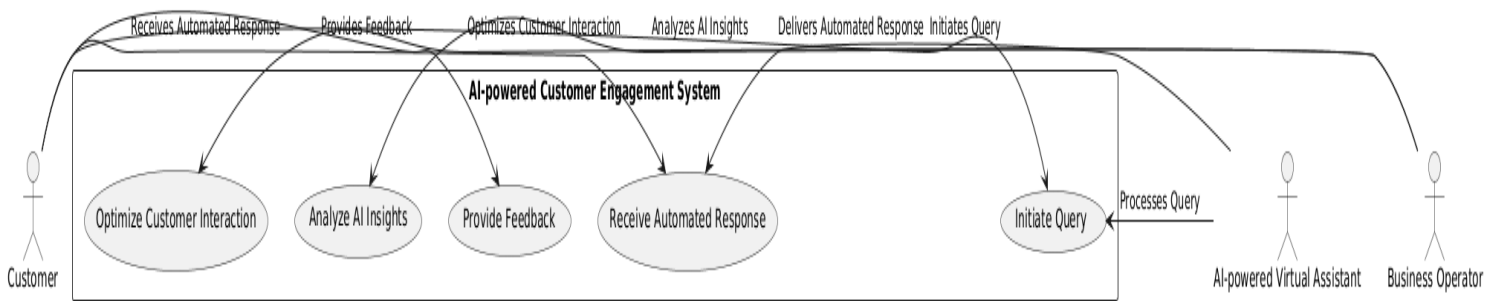 Receives Automated Response
Provides Feedback
Optimizes Customer Interaction
Analyzes AI Insights
Delivers Automated Response
Initiates Query
AI-powered Customer Engagement System
Optimize Customer Interaction
Analyze AI Insights
Provide Feedback
Receive Automated Response
Initiate Query
Processes Query
Customer
AI-powered Virtual Assistant
Business Operator